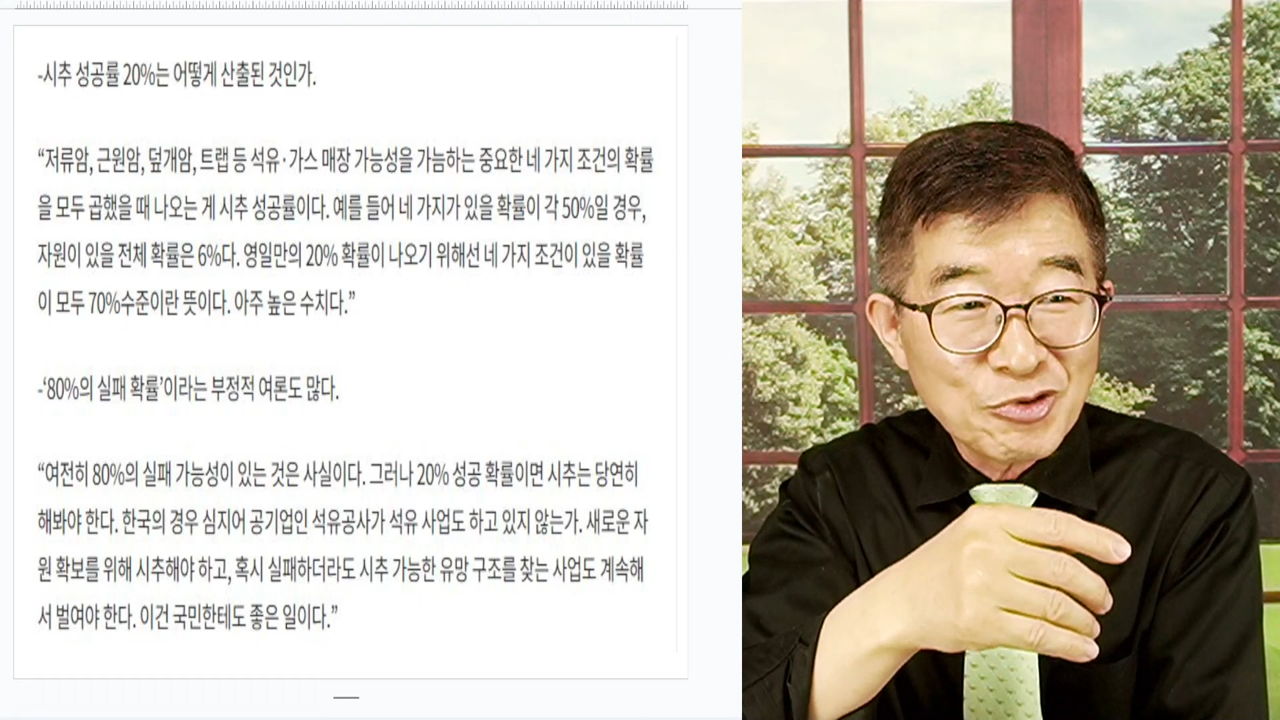 -시추 성공률 20%는 어떻게 산출된 것인가.
“저류암, 근원암, 덮개암, 트랩 등 석유·가스 매장 가능성을 가늠하는 중요한 네 가지 조건의 확률
을 모두 곱했을 때 나오는 게 시추 성공률이다. 예를 들어 네 가지가 있을 확률이 각 50%일 경우,
자원이 있을 전체 확률은 6%다. 영일만의 20% 확률이 나오기 위해선 네 가지 조건이 있을 확률
이 모두 70%수준이란 뜻이다. 아주 높은 수치다.”
-‘80%의 실패 확률’이라는 부정적 여론도 많다.
“여전히 80%의 실패 가능성이 있는 것은 사실이다. 그러나 20% 성공 확률이면 시추는 당연히
해봐야 한다. 한국의 경우 심지어 공기업인 석유공사가 석유 사업도 하고 있지 않는가. 새로운 자
원 확보를 위해 시추해야 하고, 혹시 실패하더라도 시추 가능한 유망 구조를 찾는 사업도 계속해
서 벌여야 한다. 이건 국민한테도 좋은 일이다.”